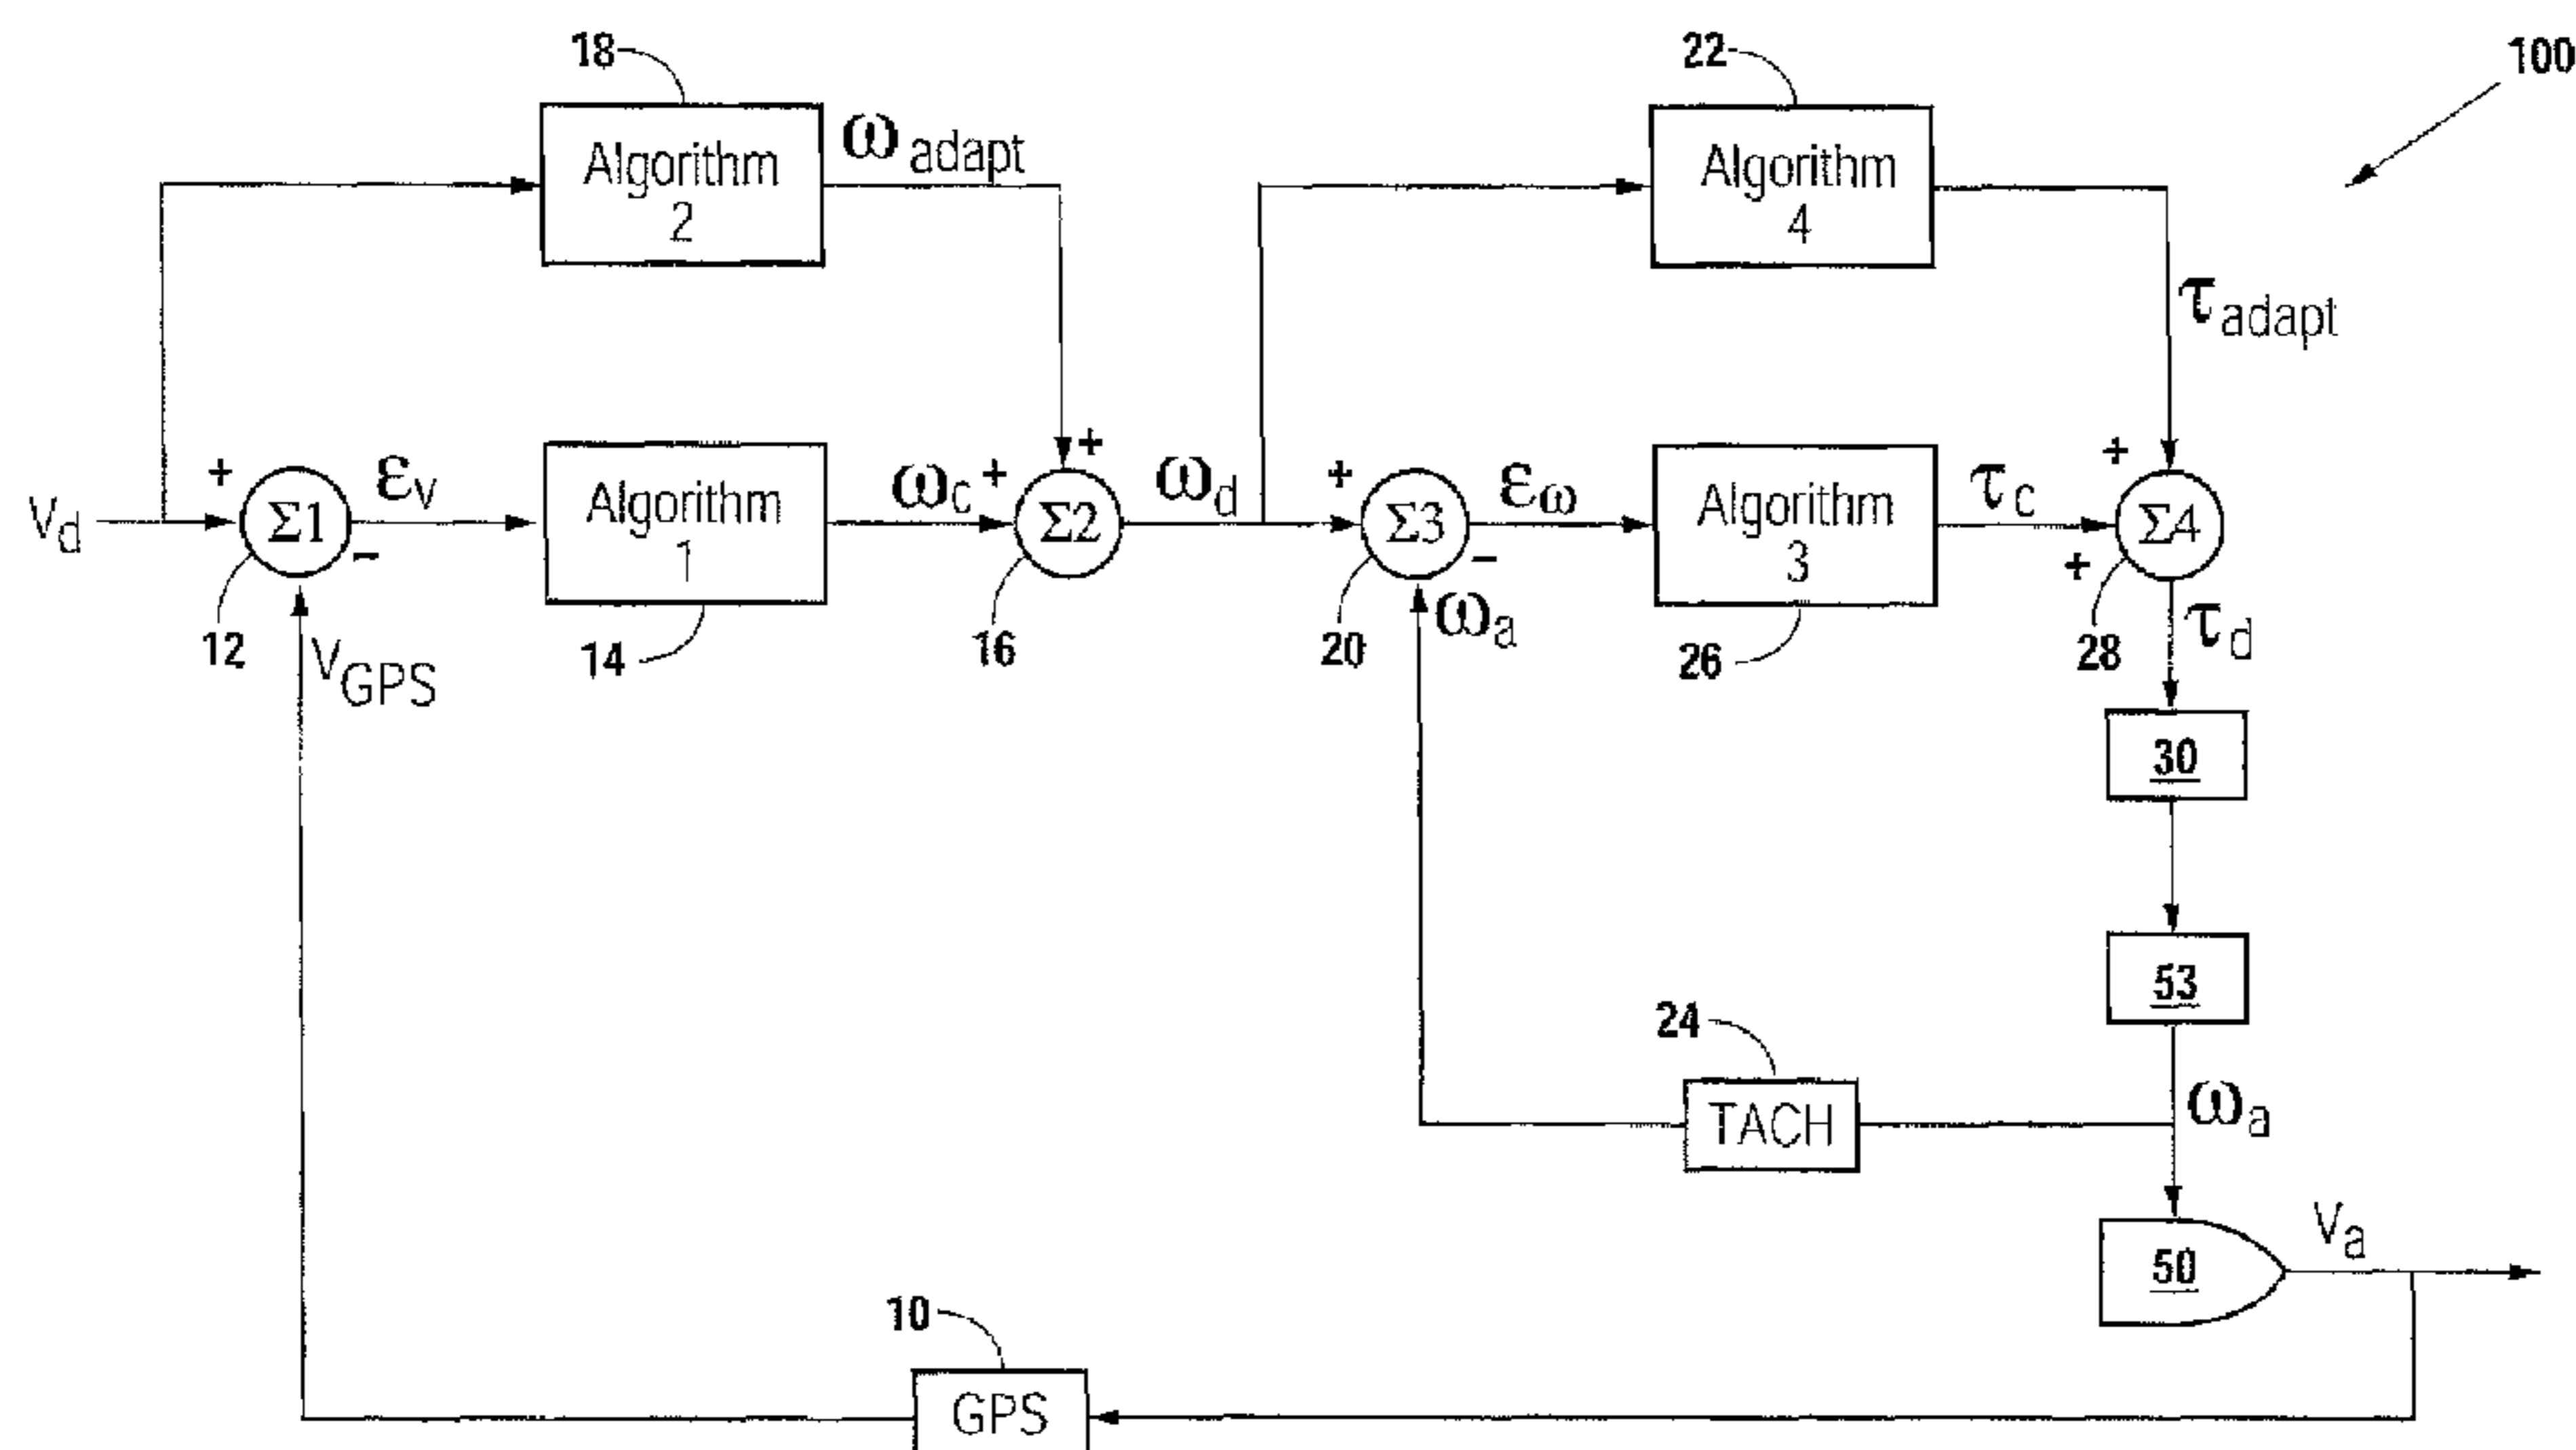 18
22
100
Algorithm
2
ω adapt
Algorithm
4
τ adapt
Vd
+
Σ1
-
εv
Algorithm
1
ωc
+
+
Σ2
ωd
+
Σ3
-
εω
Algorithm
3
τc
+
+
Σ4
12
VGPS
14
16
20
ωa
26
28
τd
30
53
24
TACH
ωa
50
Va
10
GPS